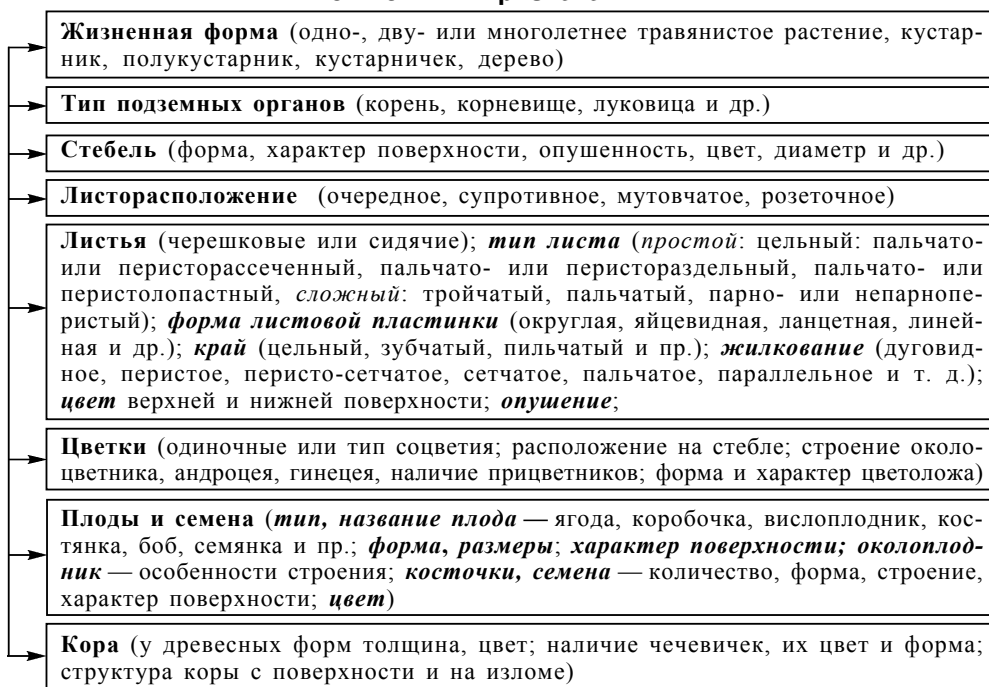 Жизненная форма (одно-, дву- или многолетнее травянистое растение, кустар-
ник, полукустарник, кустарничек, дерево)
Тип подземных органов (корень, корневище, луковица и др.)
Стебель (форма, характер поверхности, опушенность, цвет, диаметр и др.)
Листорасположение (очередное, супротивное, мутовчатое, розеточное)
Листья (черешковые или сидячие); тип листа (простой: цельный: пальчато-
или перисторассеченный, пальчато- или перистораздельный, пальчато- или
перистолопастный, сложный: тройчатый, пальчатый, парно- или непарнопе-
ристый); форма листовой пластинки (округлая, яйцевидная, ланцетная, линей-
ная и др.); край (цельный, зубчатый, пильчатый и пр.); жилкование (дуговид-
ное, перистое, перисто-сетчатое, сетчатое, пальчатое, параллельное и т. д.);
цвет верхней и нижней поверхности; опушение;
Цветки (одиночные или тип соцветия; расположение на стебле; строение около-
цветника, андроцея, гинецея, наличие прицветников; форма и характер цветоложа)
Плоды и семена (тип, название плода — ягода, коробочка, вислоплодник, кос-
тянка, боб, семянка и пр.; форма, размеры; характер поверхности; околоплод-
ник — особенности строения; косточки, семена — количество, форма, строение,
характер поверхности; цвет)
Кора (у древесных форм толщина, цвет; наличие чечевичек, их цвет и форма;
структура коры с поверхности и на изломе)